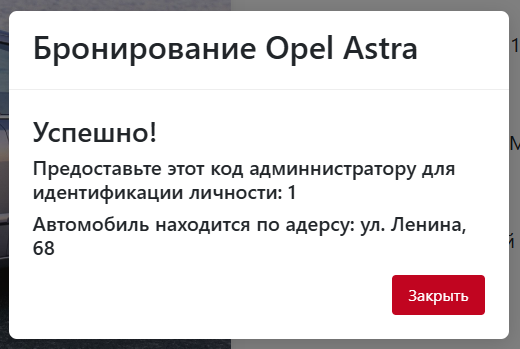 Бронирование Opel Astra
Успешно!
Предоставьте этот код админнистратору для
идентификации личности: 1
Автомобиль находится по адерсу: ул. Ленина,
68
Закрыть